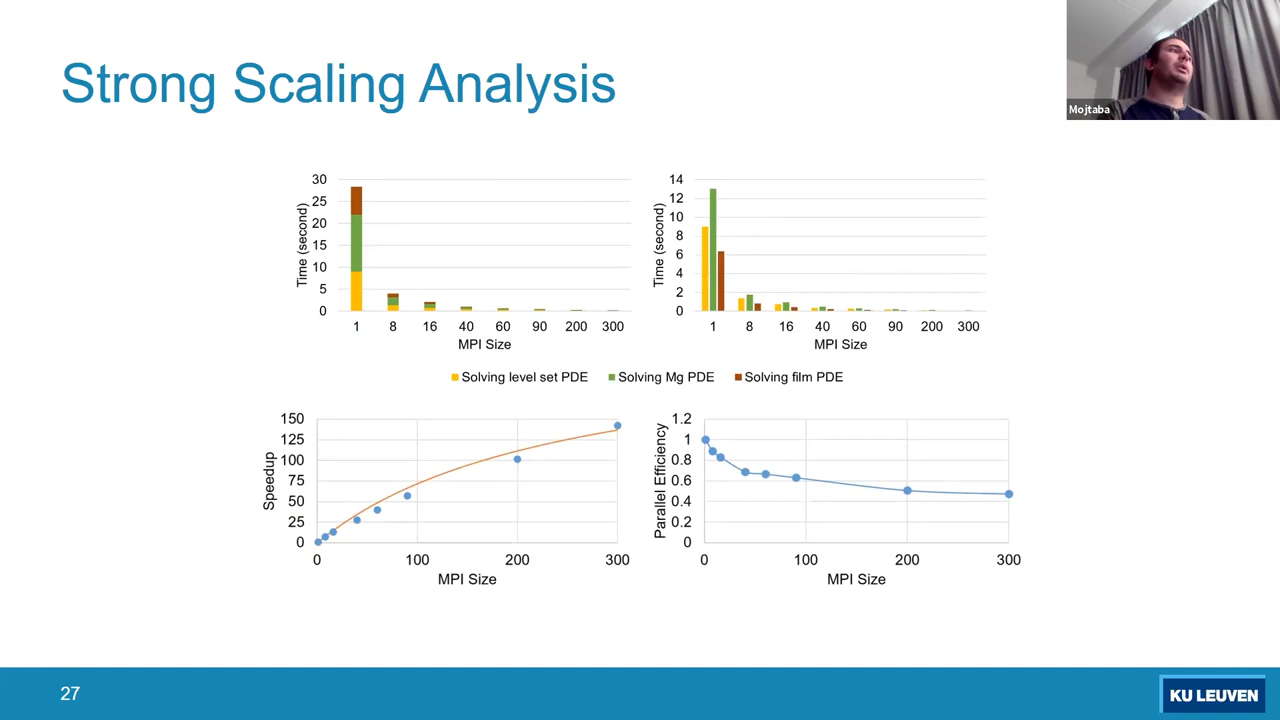 Strong Scaling Analysis
Mojtaba
30
25
20
15
10
5
0
Time (second)
1 8 16 40 60 90 200 300
MPI Size
14
12
10
8
6
4
2
0
Time (second)
1 8 16 40 60 90 200 300
MPI Size
Solving level set PDE Solving Mg PDE Solving film PDE
150
125
100
75
50
25
0
Speedup
0 100 200 300
MPI Size
1.2
1
0.8
0.6
0.4
0.2
0
Parallel Efficiency
0 100 200 300
MPI Size
27
KU LEUVEN